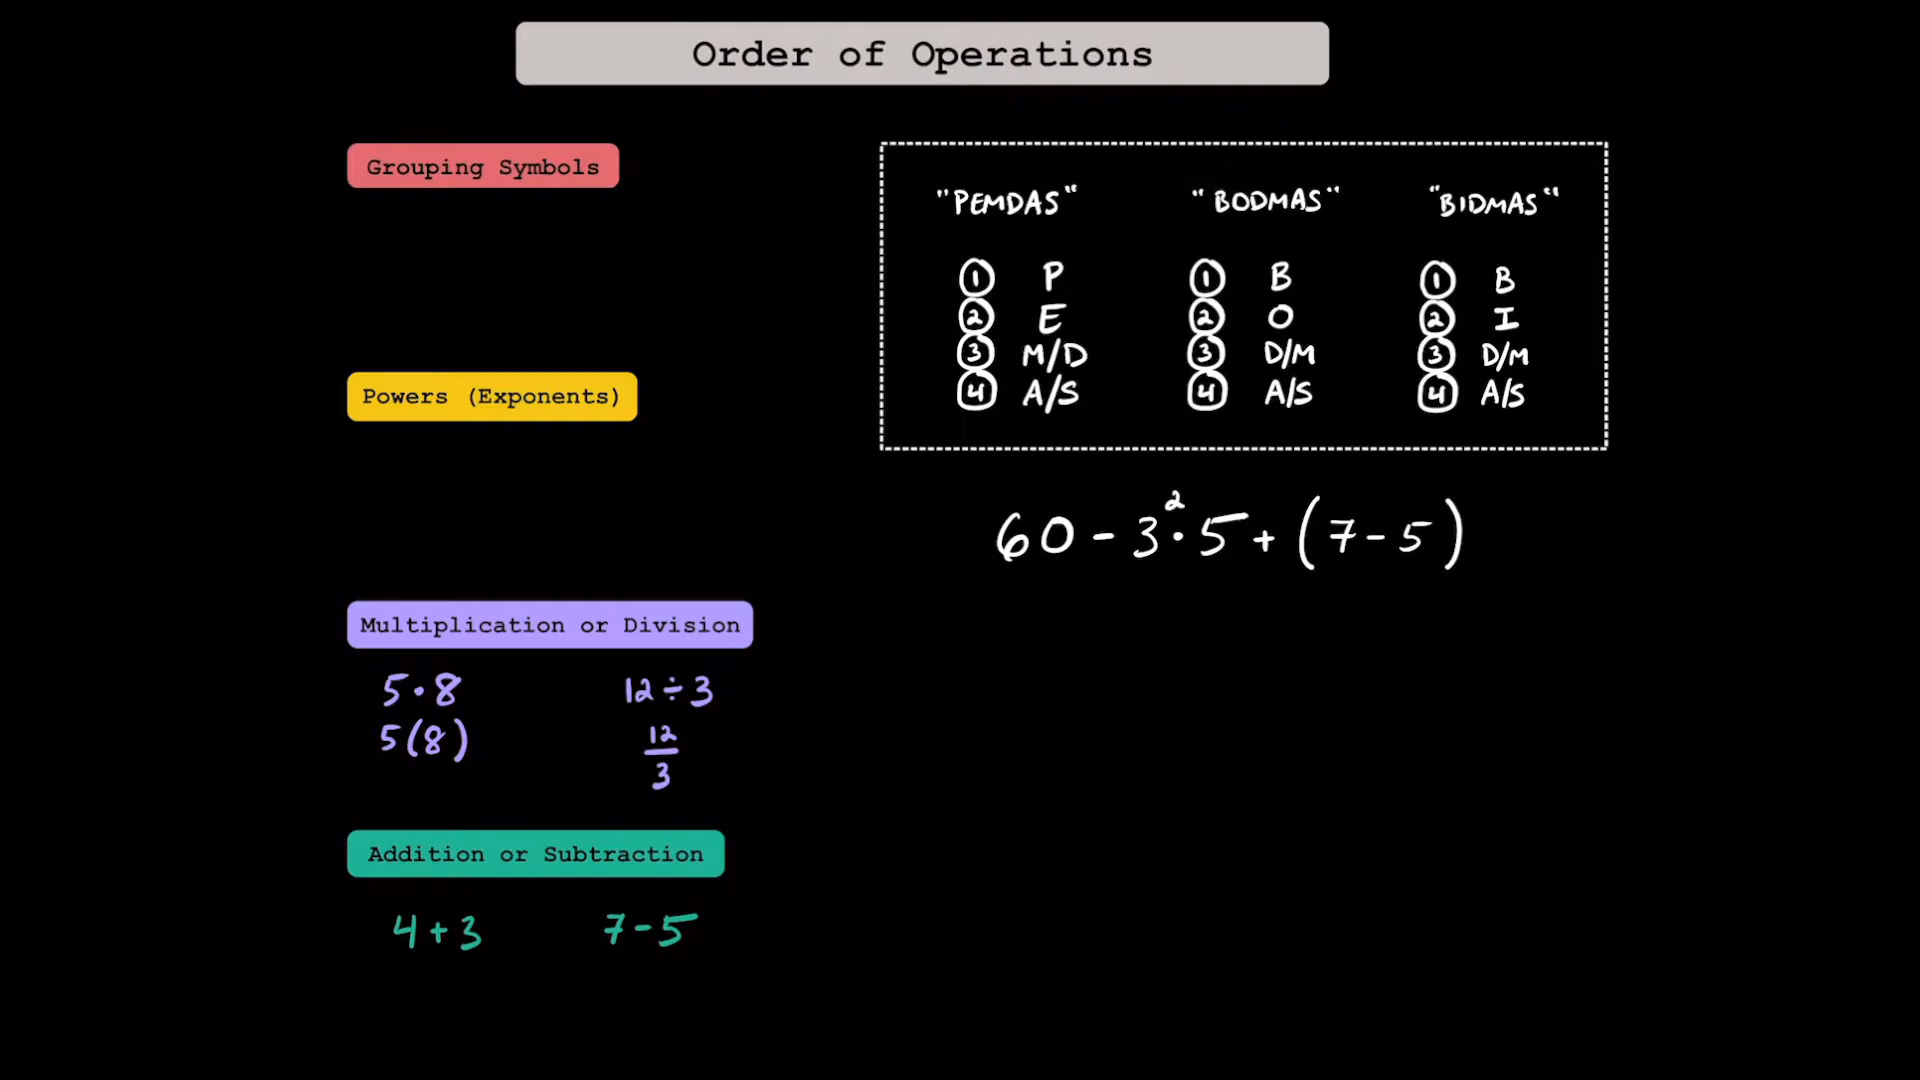 Order of Operations
Grouping Symbols
Powers (Exponents)
Multiplication or Division
5·8 12÷3
5(8) 12/3
Addition or Subtraction
4+3 7-5
"PEMDAS" "BODMAS" "BIDMAS"
① P ① B ① B
② E ② O ② I
③ M/D ③ D/M ③ D/M
④ A/S ④ A/S ④ A/S
60-3²·5+(7-5)